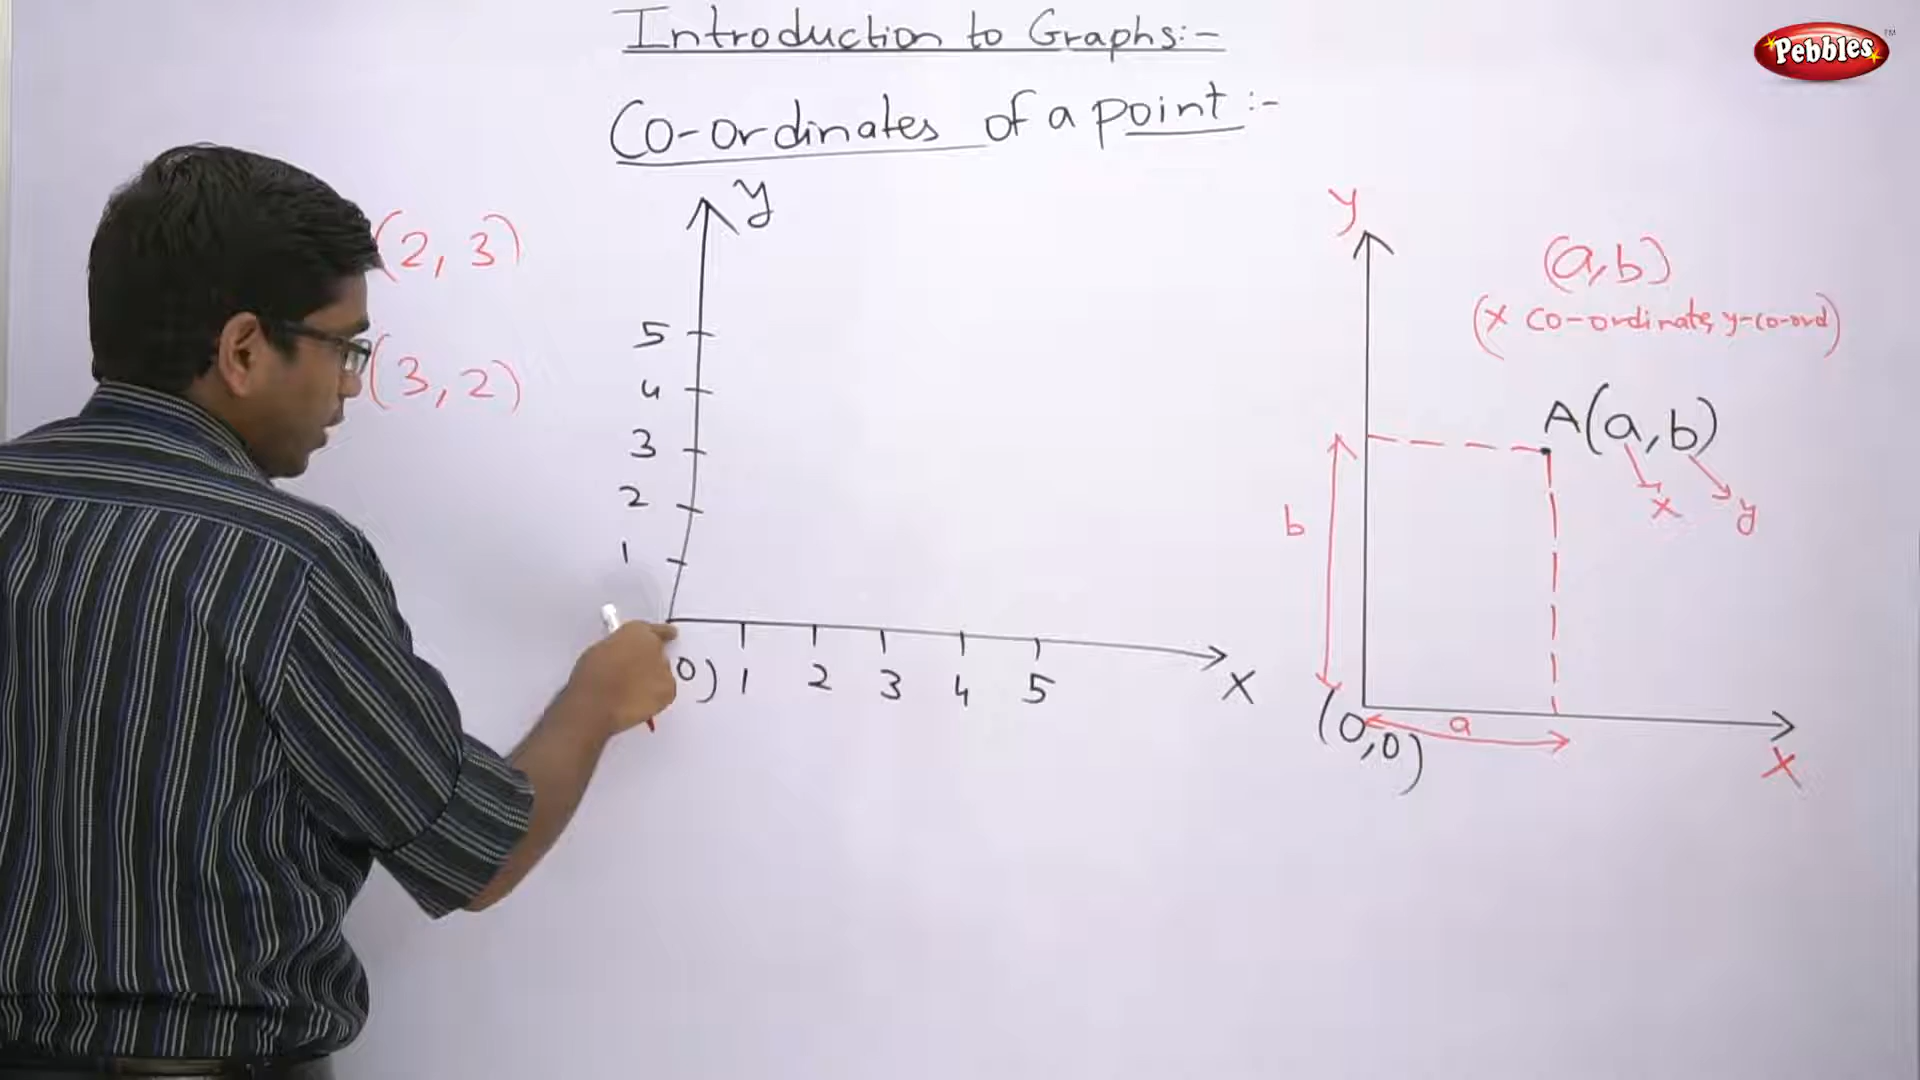 Introduction to Graphs:-
Co-ordinates of a point:-
Pebbles™
(2, 3)
(3, 2)
y
5
4
3
2
1
0) 1 2 3 4 5
x
y
(a,b)
(x co-ordinate, y-co-ord)
A(a,b)
x y
b
a
(0,0)
x